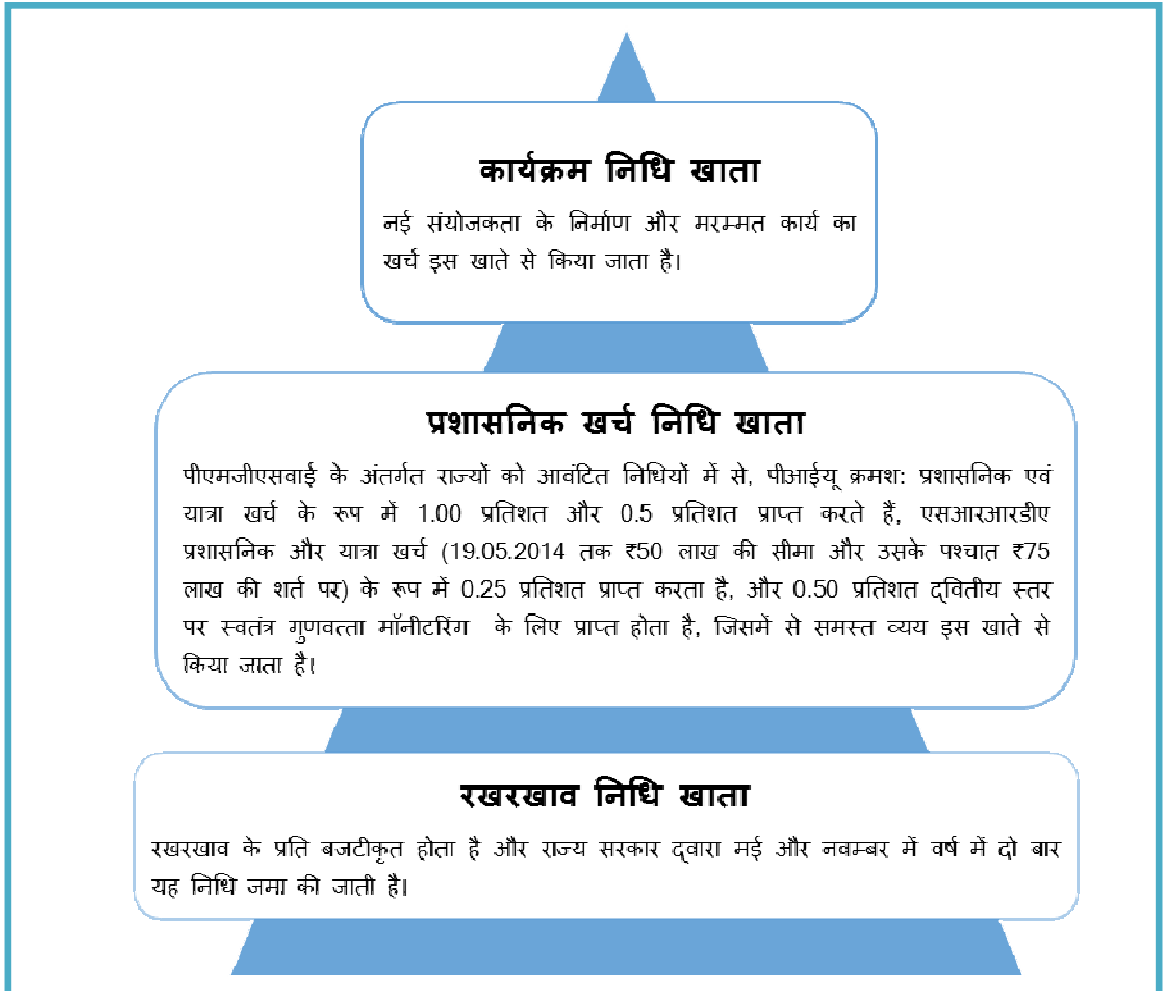 कार्यक्रम निधि खाता
नई संयोजकता के निर्माण और मरम्मत कार्य का
खर्च इस खाते से किया जाता है।
प्रशासनिक खर्च निधि खाता
पीएमजीएसवाई के अंतर्गत राज्यों को आवंटित निधियों में से, पीआईयू क्रमश: प्रशासनिक एवं
यात्रा खर्च के रूप में 1.00 प्रतिशत और 0.5 प्रतिशत प्राप्त करते हैं, एसआरआरडीए
प्रशासनिक और यात्रा खर्च (19.05.2014 तक ₹50 लाख की सीमा और उसके पश्चात ₹75
लाख की शर्त पर) के रूप में 0.25 प्रतिशत प्राप्त करता है, और 0.50 प्रतिशत द्वितीय स्तर
पर स्वतंत्र गुणवत्ता मॉनीटरिंग के लिए प्राप्त होता है, जिसमें से समस्त व्यय इस खाते से
किया जाता है।
रखरखाव निधि खाता
रखरखाव के प्रति बजटीकृत होता है और राज्य सरकार द्वारा मई और नवम्बर में वर्ष में दो बार
यह निधि जमा की जाती है।